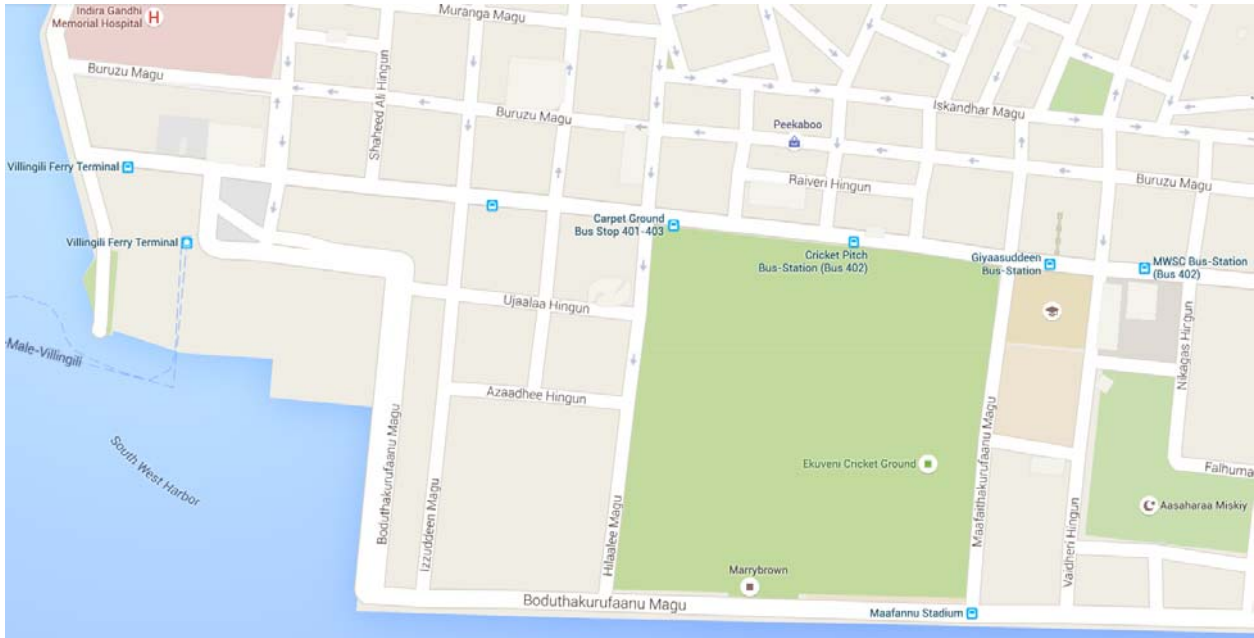 Indira Gandhi
Memorial Hospital
H
Muranga Magu
Buruzu Magu
Shaheed Ali Hingun
Buruzu Magu
Iskandhar Magu
Peekaboo
Villingili Ferry Terminal
Raiveri Hingun
Buruzu Magu
Carpet Ground
Bus Stop 401-403
Villingili Ferry Terminal
Cricket Pitch
Bus-Station (Bus 402)
Giyaasuddeen
Bus-Station
MWSC Bus-Station
(Bus 402)
Ujaalaa Hingun
Nikagas Hingun
-Male-Villingili
Azaadhee Hingun
Boduthakurufaanu Magu
South West Harbor
Izzuddeen Magu
Hilaalee Magu
Ekuveni Cricket Ground
Maafaithakurufaanu Magu
Falhuma
Aasaharaa Miskiy
Vaidheri Hingun
Marrybrown
Boduthakurufaanu Magu
Maafannu Stadium